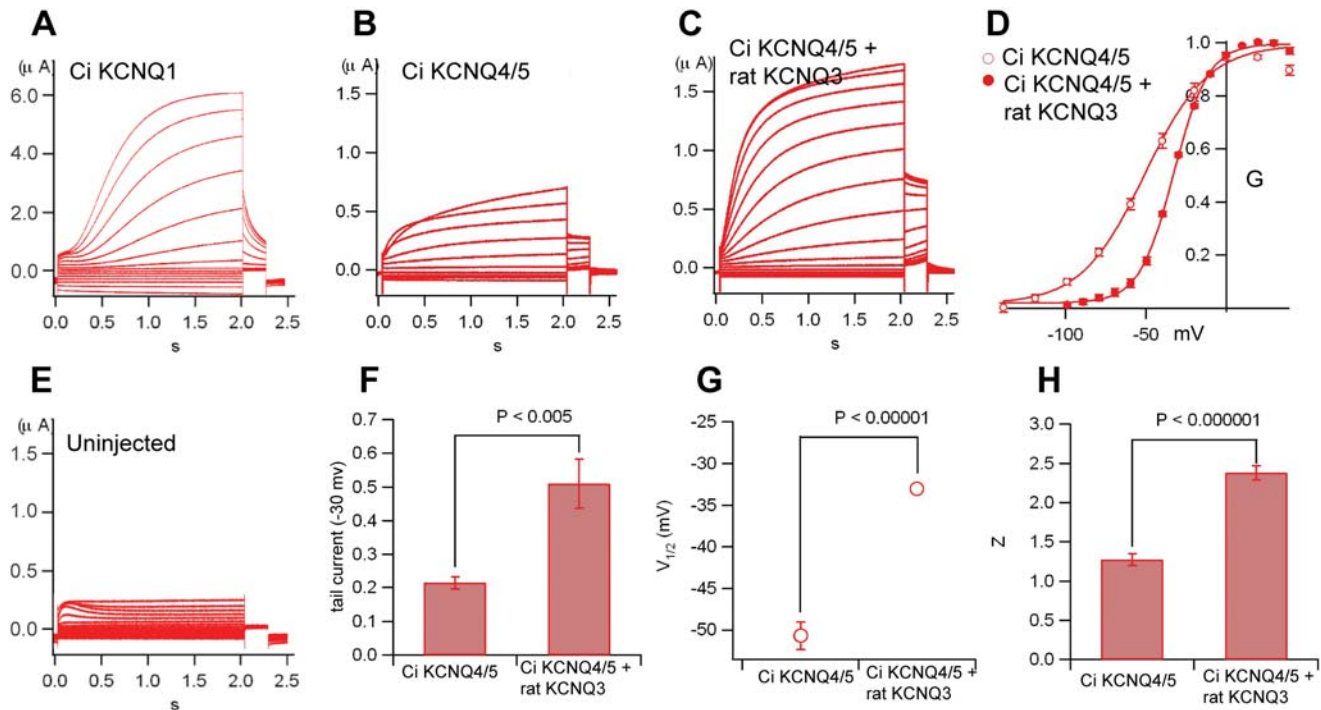 A
(μ A)
Ci KCNQ1
6.0
4.0
2.0
0.0
0.0 0.5 1.0 1.5 2.0 2.5
s
B
(μ A)
Ci KCNQ4/5
1.5
1.0
0.5
0.0
0.0 0.5 1.0 1.5 2.0 2.5
s
C
(μ A)
Ci KCNQ4/5 +
rat KCNQ3
1.5
1.0
0.5
0.0
0.0 0.5 1.0 1.5 2.0 2.5
s
D
Ci KCNQ4/5
Ci KCNQ4/5 +
rat KCNQ3
1.0
0.8
0.6
0.4
0.2
G
-100 -50 mV
E
(μ A)
Uninjected
1.5
1.0
0.5
0.0
0.0 0.5 1.0 1.5 2.0 2.5
s
F
P < 0.005
tail current (-30 mv)
0.7
0.6
0.5
0.4
0.3
0.2
0.1
0.0
Ci KCNQ4/5
Ci KCNQ4/5 +
rat KCNQ3
G
P < 0.00001
V1/2 (mV)
-25
-30
-35
-40
-45
-50
Ci KCNQ4/5
Ci KCNQ4/5 +
rat KCNQ3
H
P < 0.000001
Z
3.0
2.5
2.0
1.5
1.0
0.5
0.0
Ci KCNQ4/5
Ci KCNQ4/5 +
rat KCNQ3